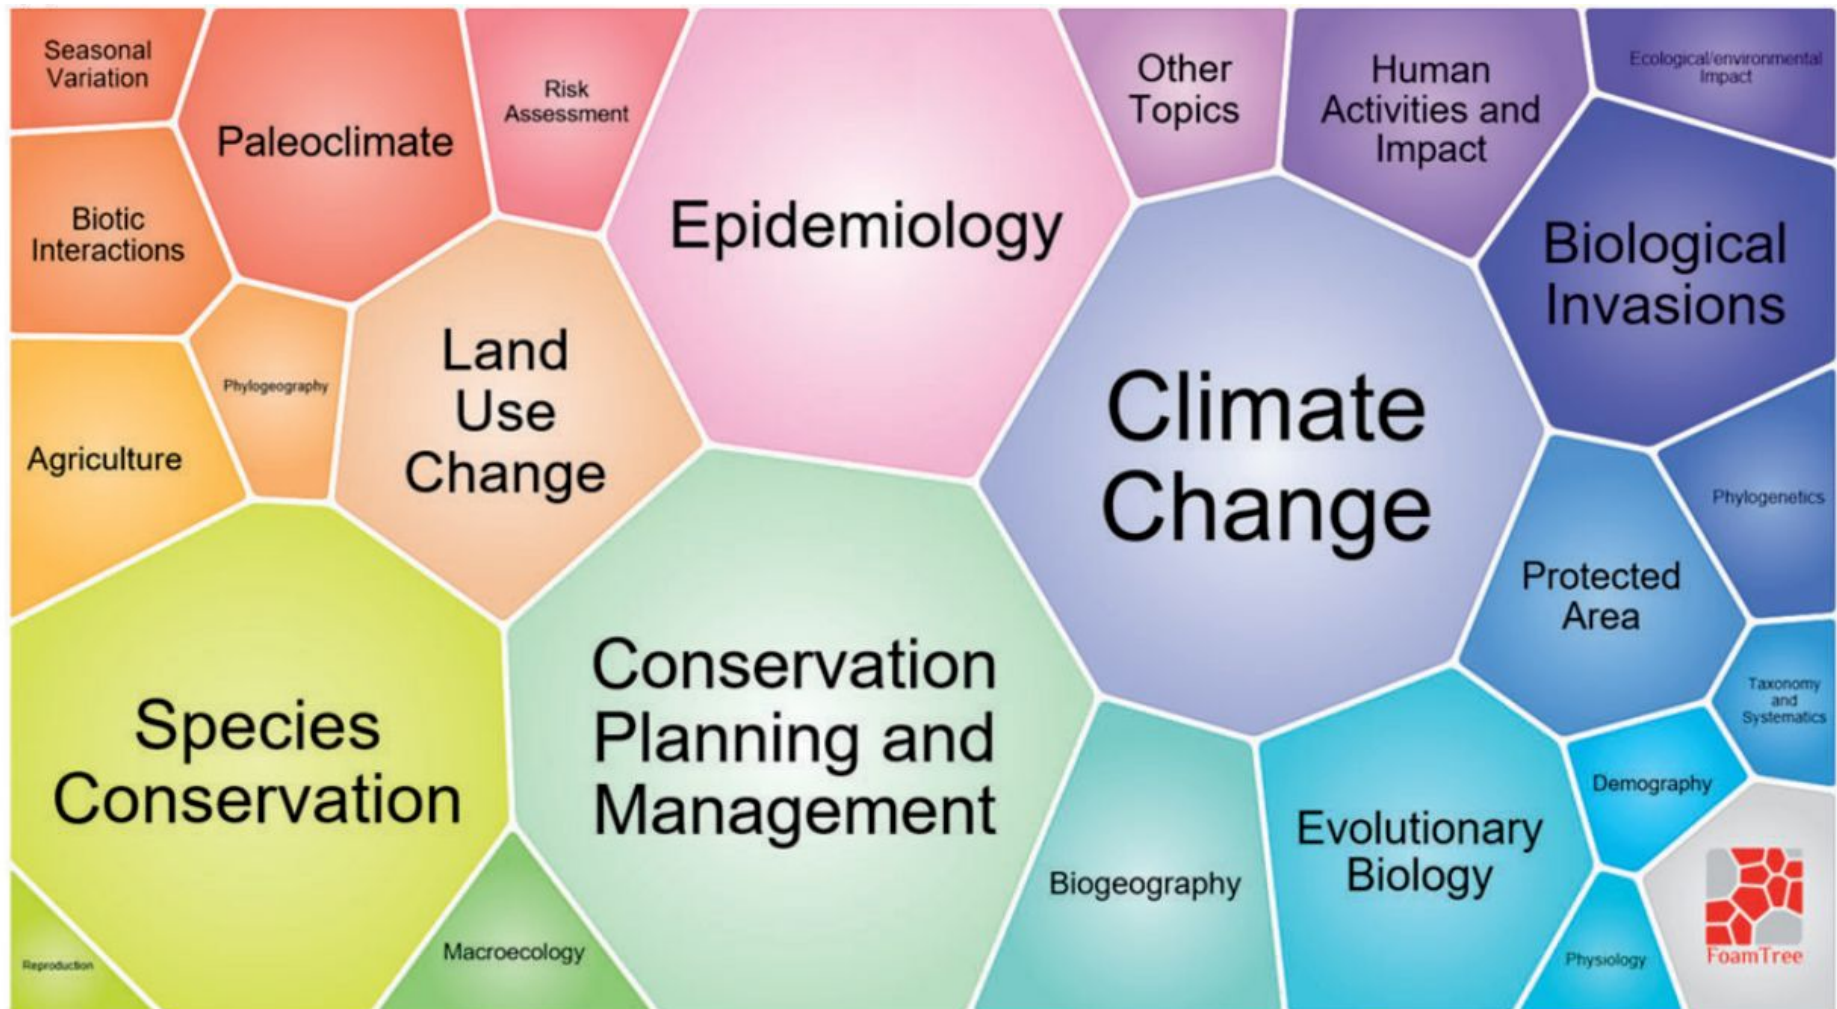 Seasonal
Variation
Paleoclimate
Risk
Assessment
Epidemiology
Other
Topics
Human
Activities and
Impact
Ecological/environmental
Impact
Biotic
Interactions
Biological
Invasions
Phylogeography
Land
Use
Change
Climate
Change
Agriculture
Phylogenetics
Protected
Area
Species
Conservation
Conservation
Planning and
Management
Taxonomy
and
Systematics
Demography
Evolutionary
Biology
Biogeography
Macroecology
Reproduction
Physiology
FoamTree